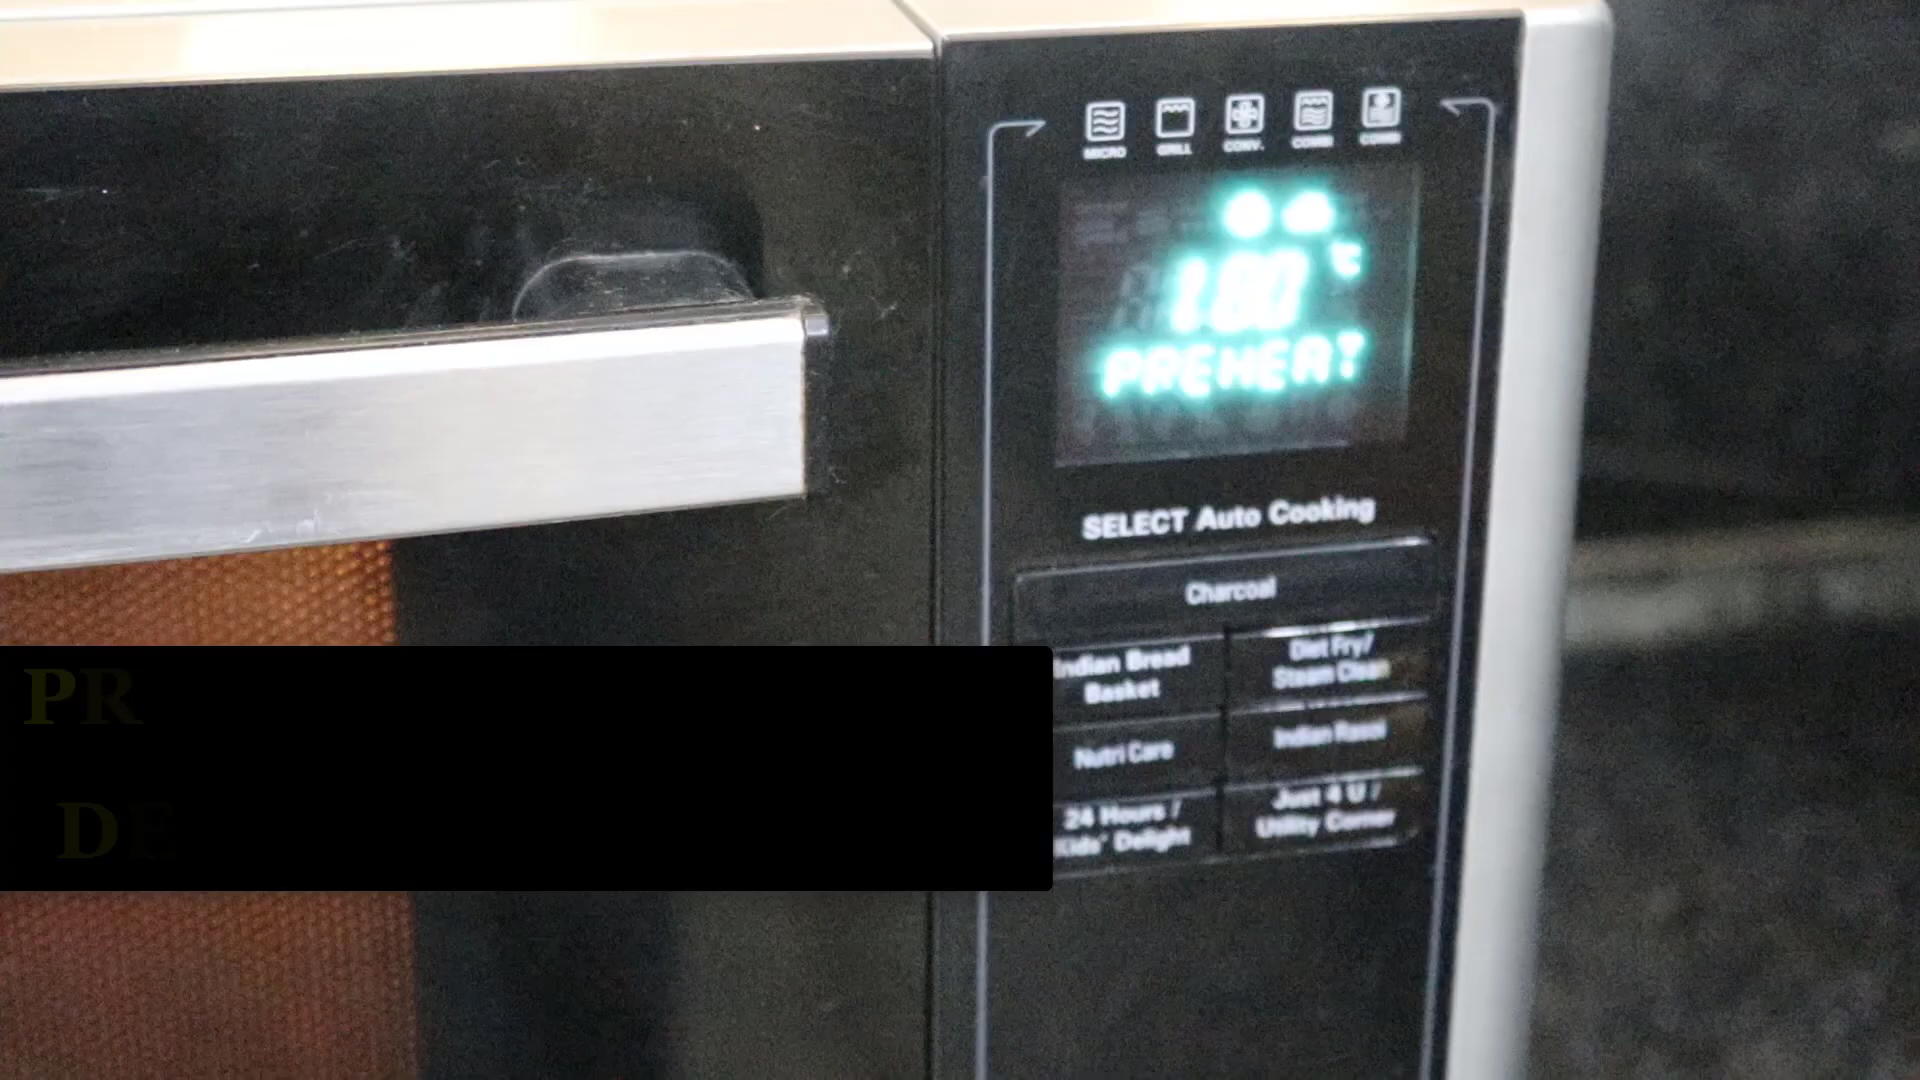 MICRO GRILL CONV. COMBI COMBI
180 °C
PREHEAT
SELECT Auto Cooking
Charcoal
Indian Bread
Basket
Diet Fry/
Steam Clean
Nutri Care
Indian Rasoi
24 Hours /
Kids' Delight
Just 4 U /
Utility Corner
PR
DE